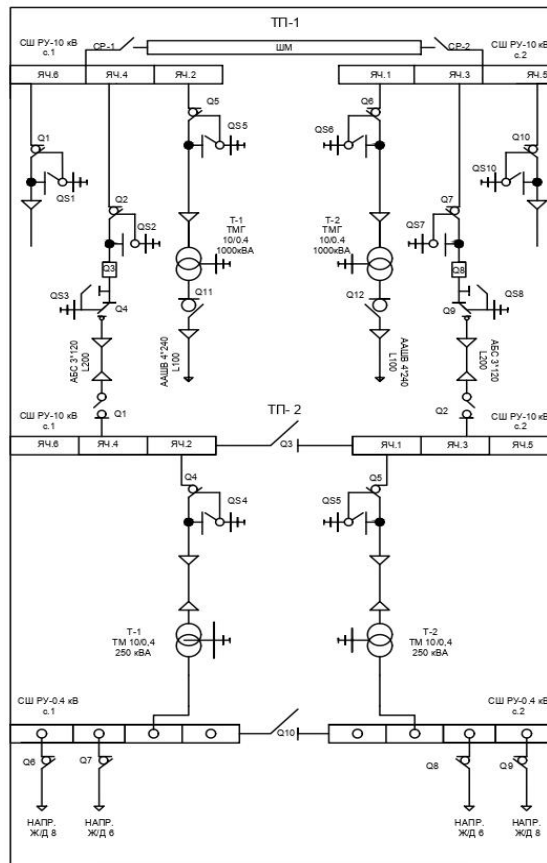 ТП-1
СШ РУ-10 кВ
с.1
СР-1
ШМ
СР-2
СШ РУ-10 кВ
с.2
ЯЧ.6
ЯЧ.4
ЯЧ.2
ЯЧ.1
ЯЧ.3
ЯЧ.5
Q1
QS1
Q2
QS2
Q5
QS5
Q6
QS6
Q7
QS7
Q10
QS10
Q3
QS3
Q4
Т-1
ТМГ
10/0.4
1000кВА
Q11
Т-2
ТМГ
10/0.4
1000кВА
Q12
Q8
QS8
Q9
АБС 3*120
L200
ААШВ 4*240
L100
ААШВ 4*240
L100
АБС 3*120
L200
Q1
Q2
ТП- 2
СШ РУ-10 кВ
с.1
СШ РУ-10 кВ
с.2
ЯЧ.6
ЯЧ.4
ЯЧ.2
Q3
ЯЧ.1
ЯЧ.3
ЯЧ.5
Q4
QS4
Q5
QS5
Т-1
ТМ 10/0,4
250 кВА
Т-2
ТМ 10/0,4
250 кВА
СШ РУ-0.4 кВ
с.1
СШ РУ-0.4 кВ
с.2
Q10
Q6
Q7
Q8
Q9
НАПР.
Ж/Д 8
НАПР.
Ж/Д 6
НАПР.
Ж/Д 6
НАПР.
Ж/Д 8